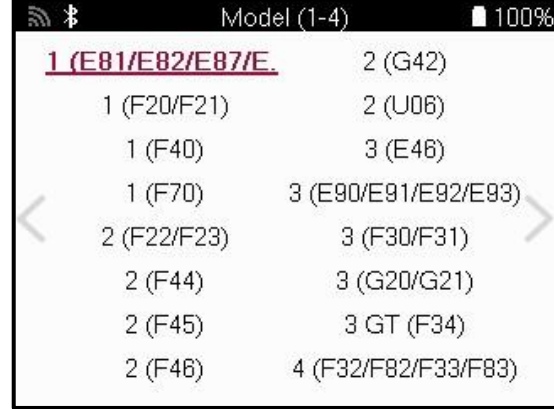 Model (1-4) 100%
1 (E81/E82/E87/E.
1 (F20/F21)
1 (F40)
1 (F70)
2 (F22/F23)
2 (F44)
2 (F45)
2 (F46)
2 (G42)
2 (U06)
3 (E46)
3 (E90/E91/E92/E93)
3 (F30/F31)
3 (G20/G21)
3 GT (F34)
4 (F32/F82/F33/F83)